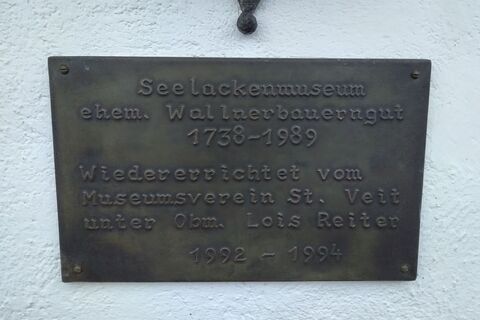 Seelackenmuseum
ehem. Wallnerbauerngut
1738-1989
Wiedererrichtet vom
Museumsverein St. Veit
unter Obm. Lois Reiter
1992 - 1994